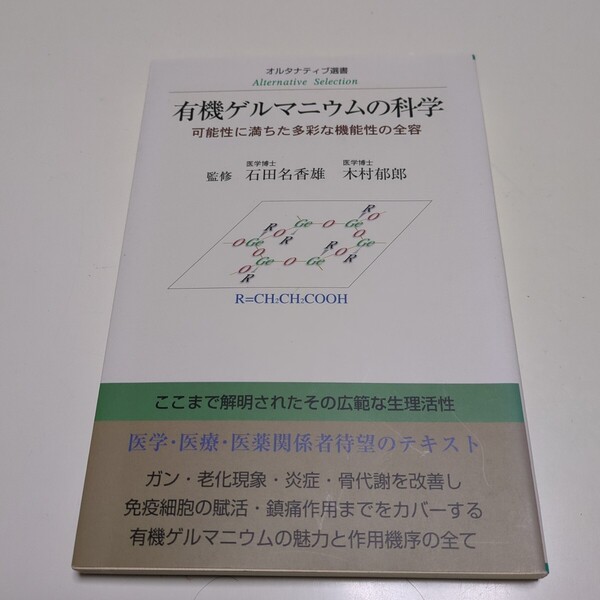 オルタナティブ選書
Alternative Selection
有機ゲルマニウムの科学
可能性に満ちた多彩な機能性の全容
医学博士 医学博士
監修 石田名香雄 木村郁郎
R O Ge O R
O Ge R O R O Ge O
O Ge O Ge O
R R
R=CH₂CH₂COOH
ここまで解明されたその広範な生理活性
医学・医療・医薬関係者待望のテキスト
ガン・老化現象・炎症・骨代謝を改善し
免疫細胞の賦活・鎮痛作用までをカバーする
有機ゲルマニウムの魅力と作用機序の全て